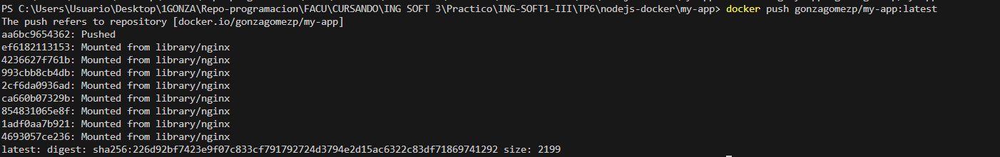 PS C:\Users\Usuario\Desktop\1GONZA\Repo-programacion\FACU\CURSANDO\ING SOFT 3\Practico\ING-SOFT1-III\TP6\nodejs-docker\my-app> docker push gonzagomezp/my-app:latest
The push refers to repository [docker.io/gonzagomezp/my-app]
aa6bc9654362: Pushed
ef6182113153: Mounted from library/nginx
4236627f761b: Mounted from library/nginx
993cbb8cb4db: Mounted from library/nginx
2cf6da0936ad: Mounted from library/nginx
ca660b07329b: Mounted from library/nginx
854831065e8f: Mounted from library/nginx
1adf0aa7b921: Mounted from library/nginx
4693057ce236: Mounted from library/nginx
latest: digest: sha256:226d92bf7423e9f07c833cf791792724d3794e2d15ac6322c83df71869741292 size: 2199